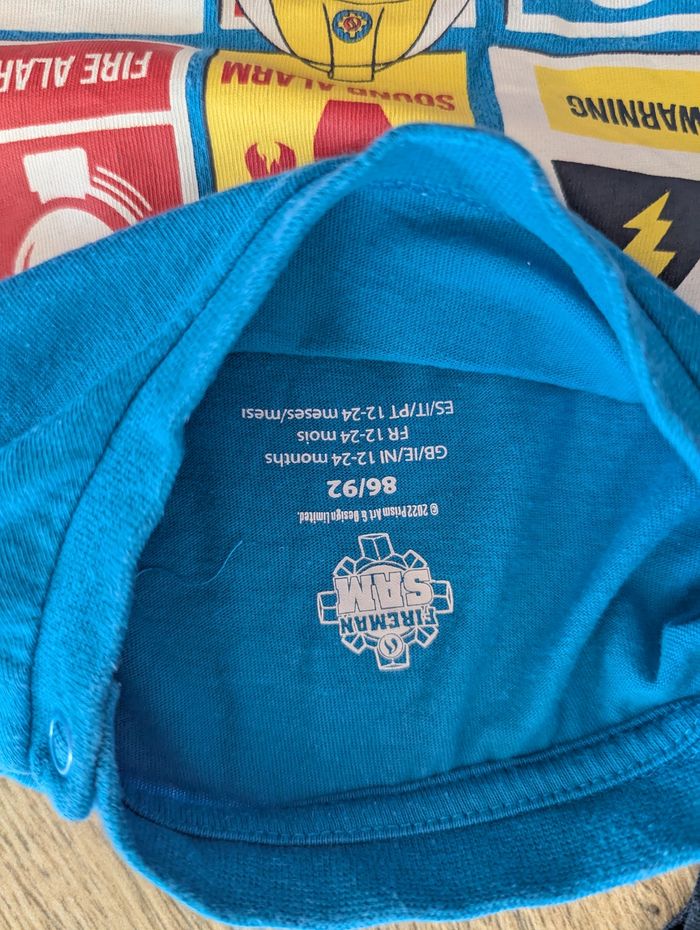 FIREMAN
SAM
© 2022 Prism Art & Design Limited.
86/92
GB/IE/NI 12-24 months
FR 12-24 mois
ES/IT/PT 12-24 meses/mesi
SOUND ALARM
FIRE ALAR
WARNING